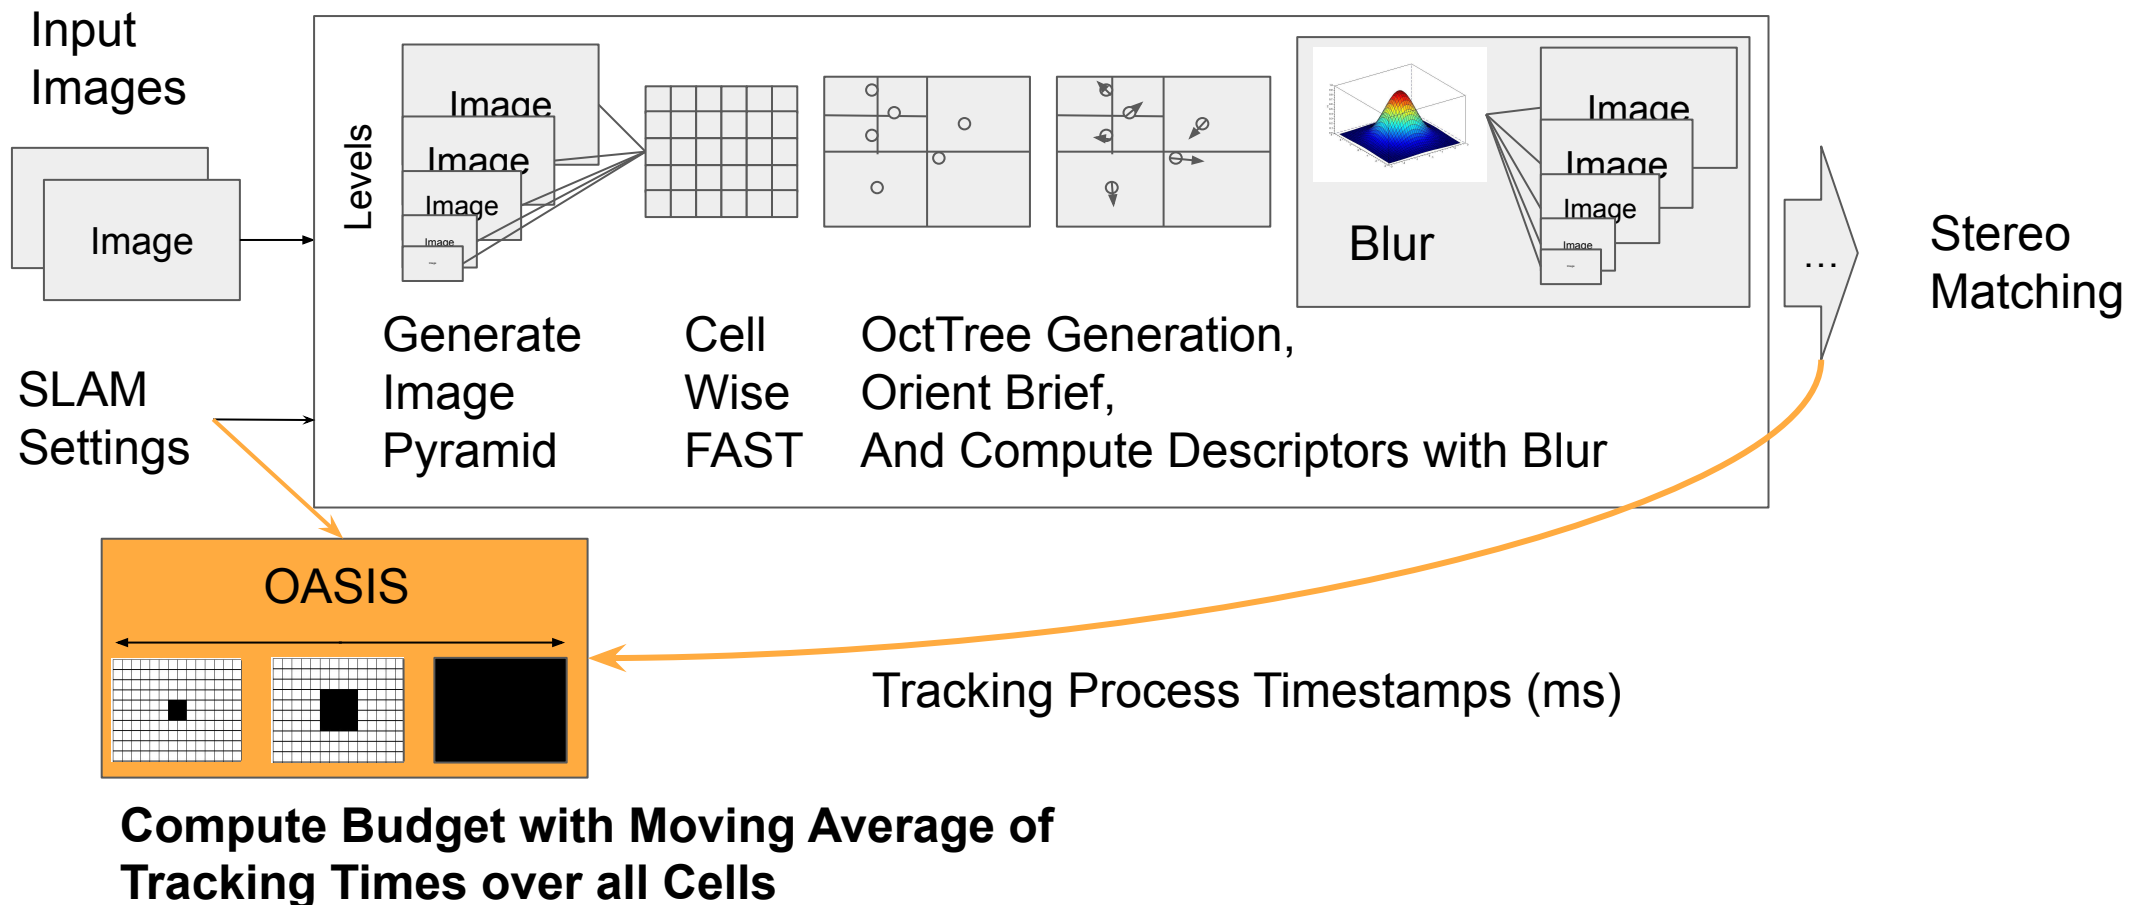 Input
Images
Image
SLAM
Settings
Levels
Image
Image
Image
Image
Generate
Image
Pyramid
Cell
Wise
FAST
OctTree Generation,
Orient Brief,
And Compute Descriptors with Blur
Blur
Image
Image
Image
Image
...
Stereo
Matching
OASIS
Tracking Process Timestamps (ms)
Compute Budget with Moving Average of
Tracking Times over all Cells